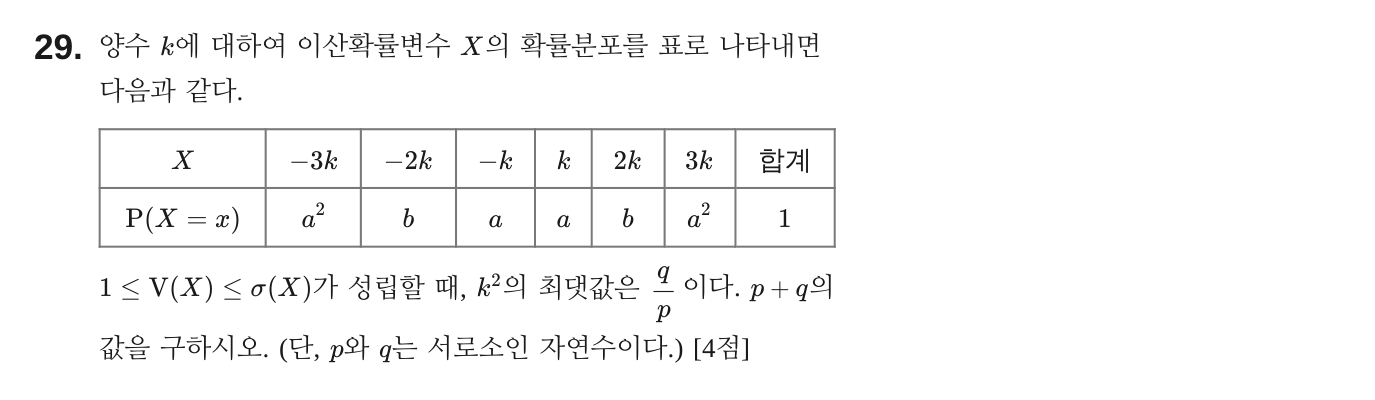 29. 양수 k에 대하여 이산확률변수 X의 확률분포를 표로 나타내면
다음과 같다.
X −3k −2k −k k 2k 3k 합계
P(X = x) a² b a a b a² 1
1 ≤ V(X) ≤ σ(X)가 성립할 때, k²의 최댓값은 q/p 이다. p + q의
값을 구하시오. (단, p와 q는 서로소인 자연수이다.) [4점]